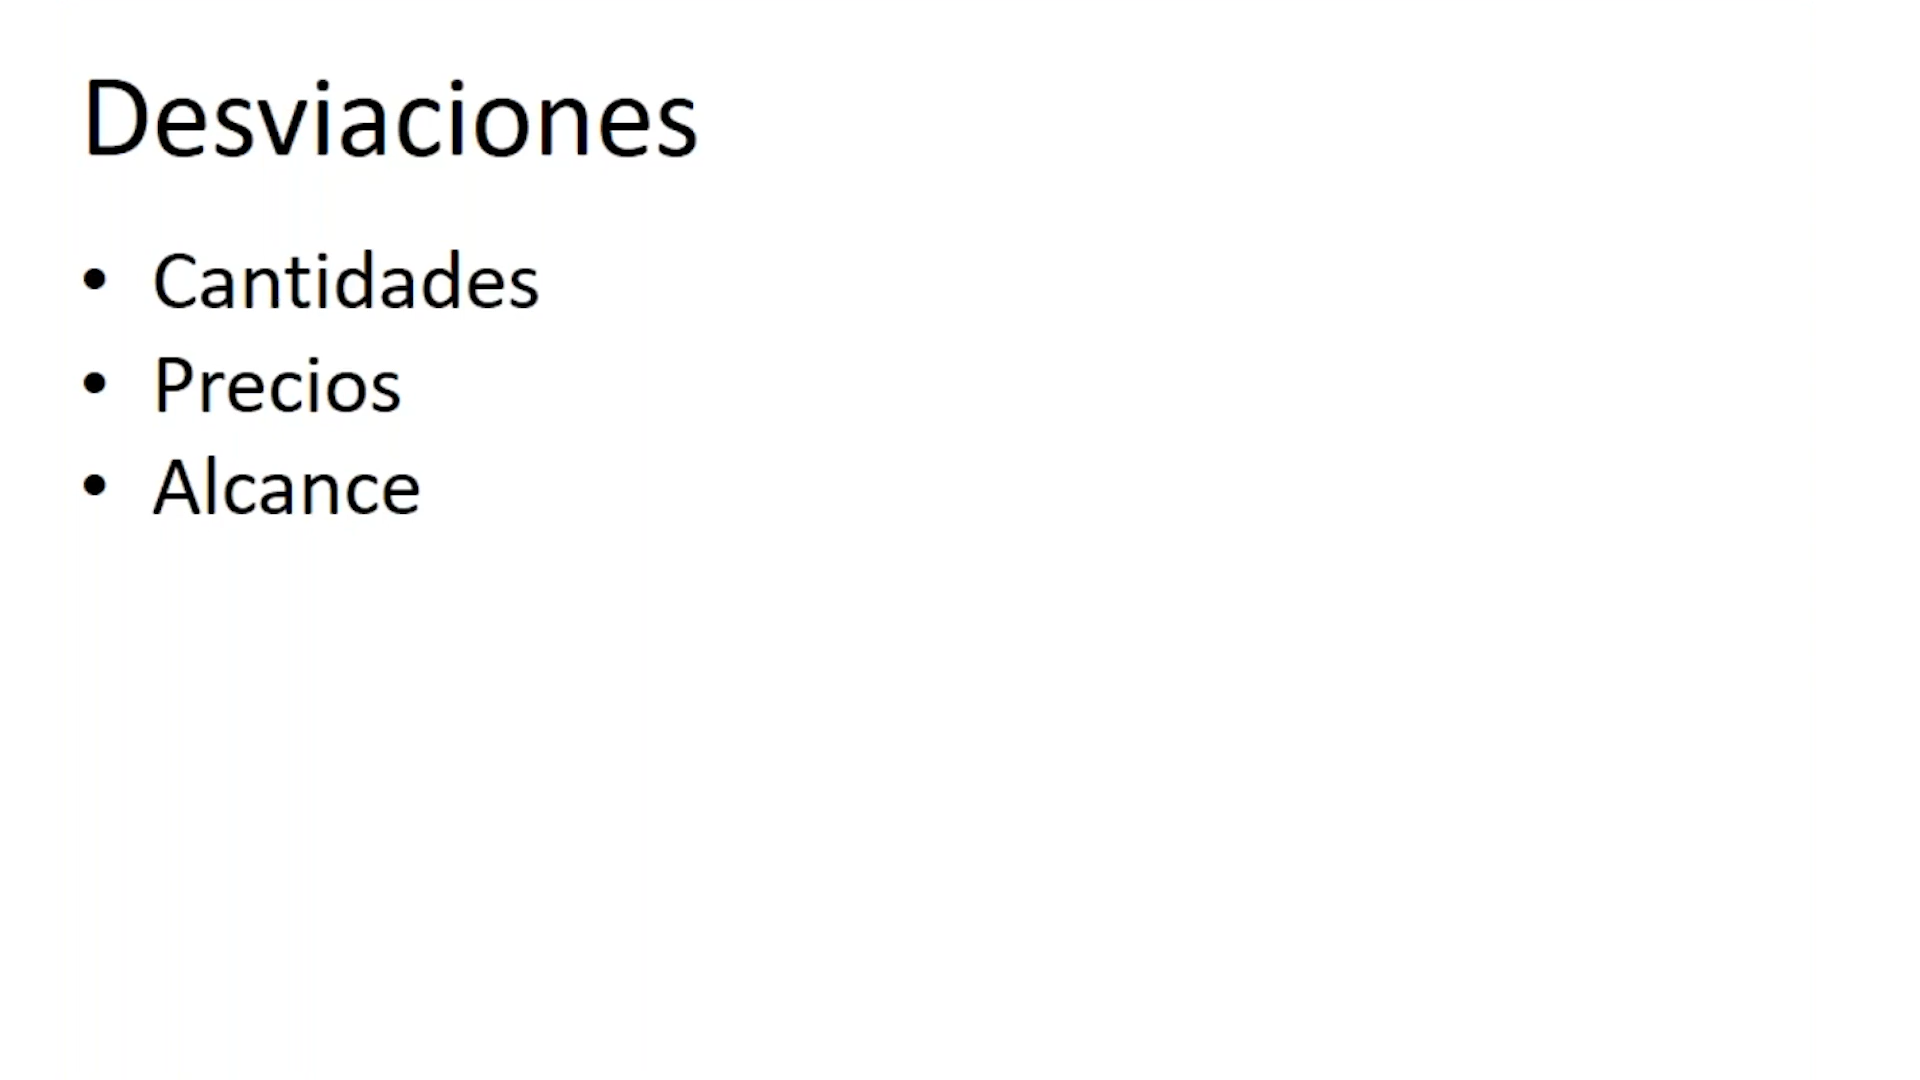 Desviaciones
• Cantidades
• Precios
• Alcance